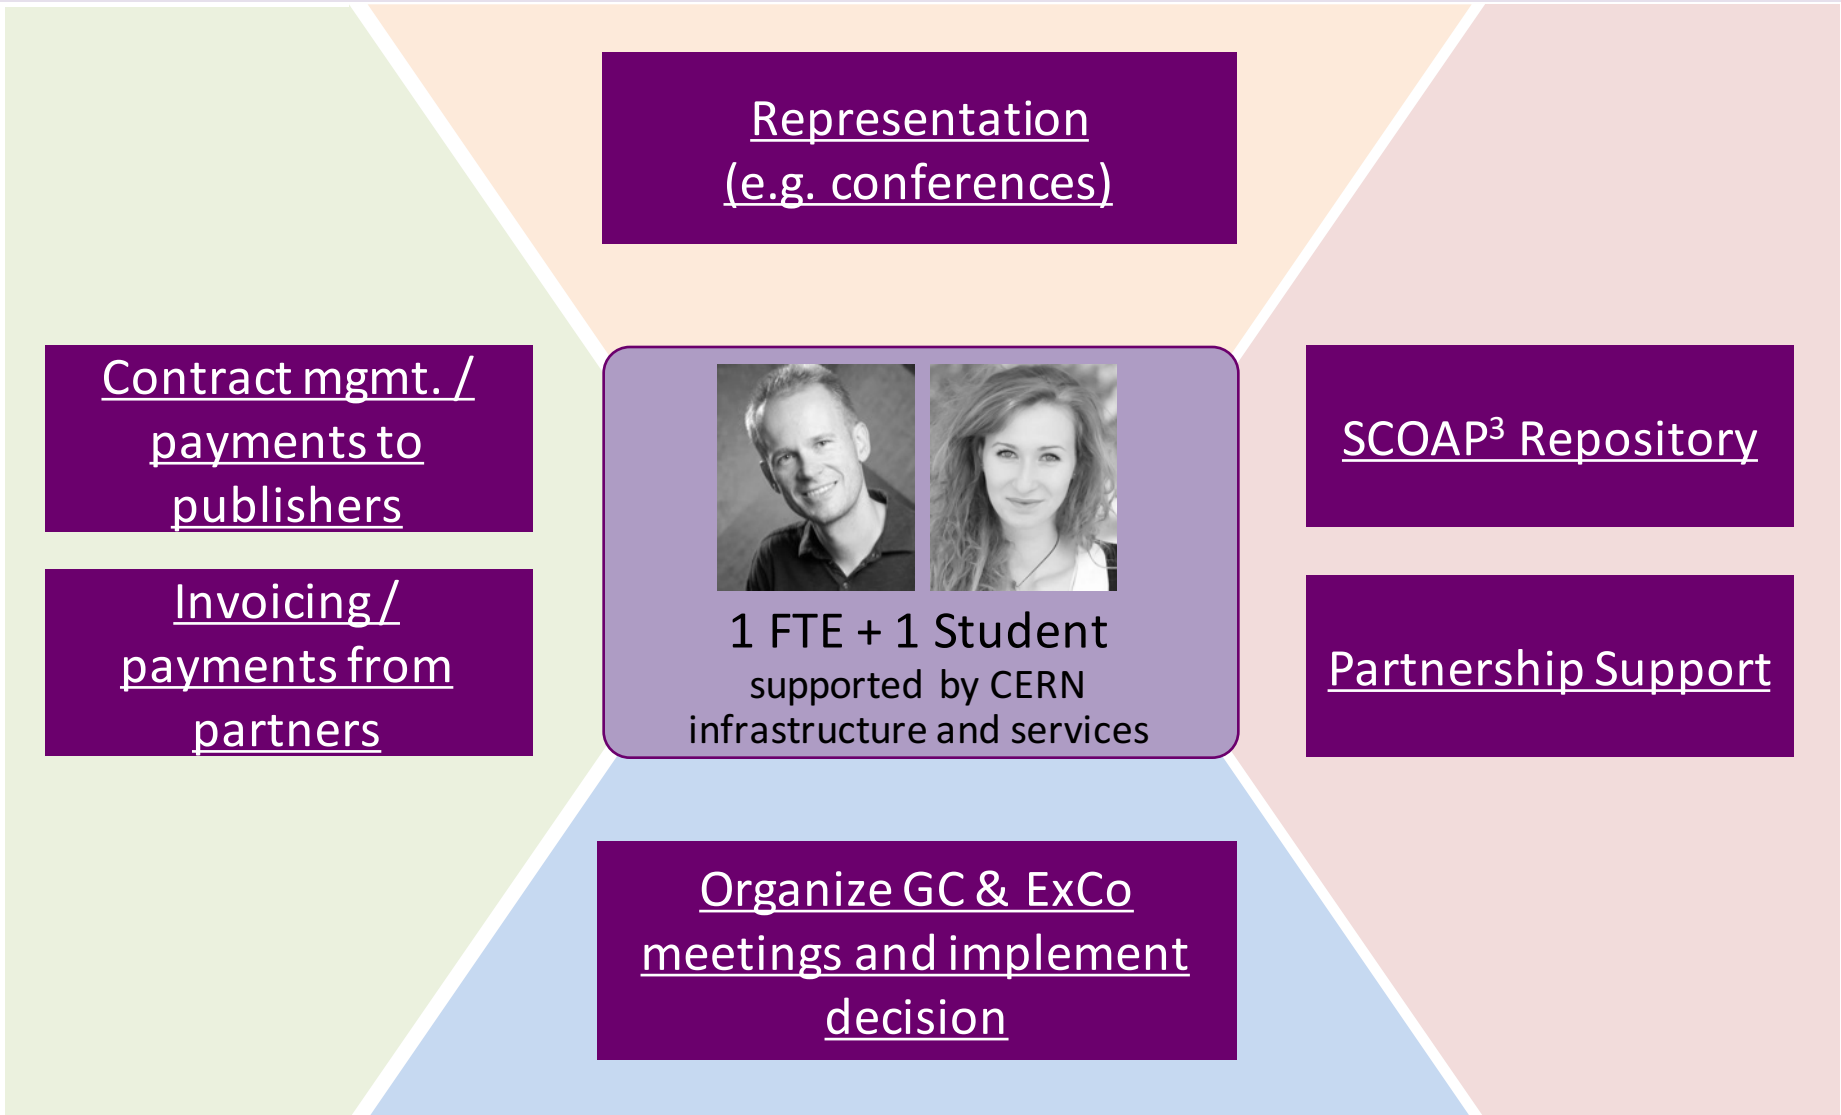 Representation
(e.g. conferences)
Contract mgmt. /
payments to
publishers
Invoicing /
payments from
partners
1 FTE + 1 Student
supported by CERN
infrastructure and services
SCOAP³ Repository
Partnership Support
Organize GC & ExCo
meetings and implement
decision